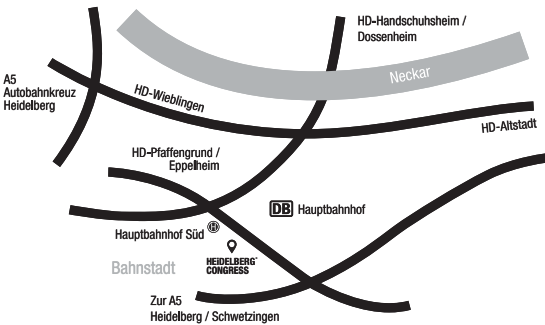 HD-Handschuhsheim /
Dossenheim
A5
Autobahnkreuz
Heidelberg
Neckar
HD-Wieblingen
HD-Altstadt
HD-Pfaffengrund /
Eppelheim
DB Hauptbahnhof
Hauptbahnhof Süd H
Bahnstadt
HEiDELBERG
CONGRESS
Zur A5
Heidelberg / Schwetzingen